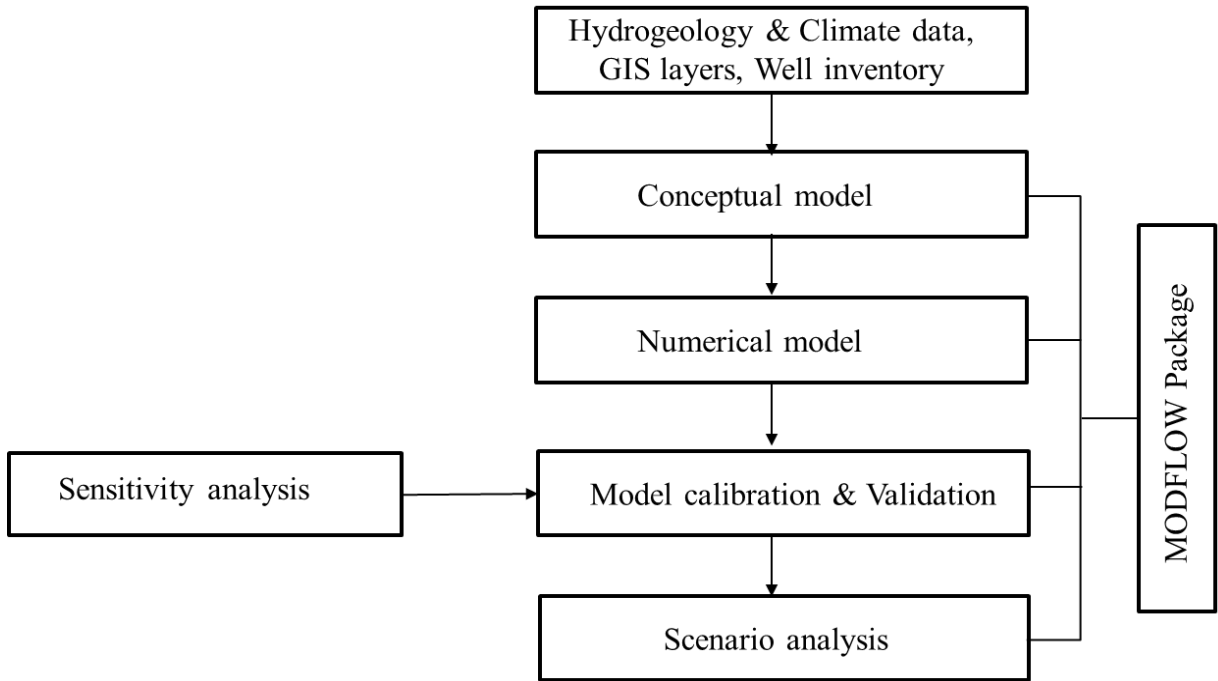 Hydrogeology & Climate data,
GIS layers, Well inventory
Conceptual model
Numerical model
Sensitivity analysis
Model calibration & Validation
Scenario analysis
MODFLOW Package